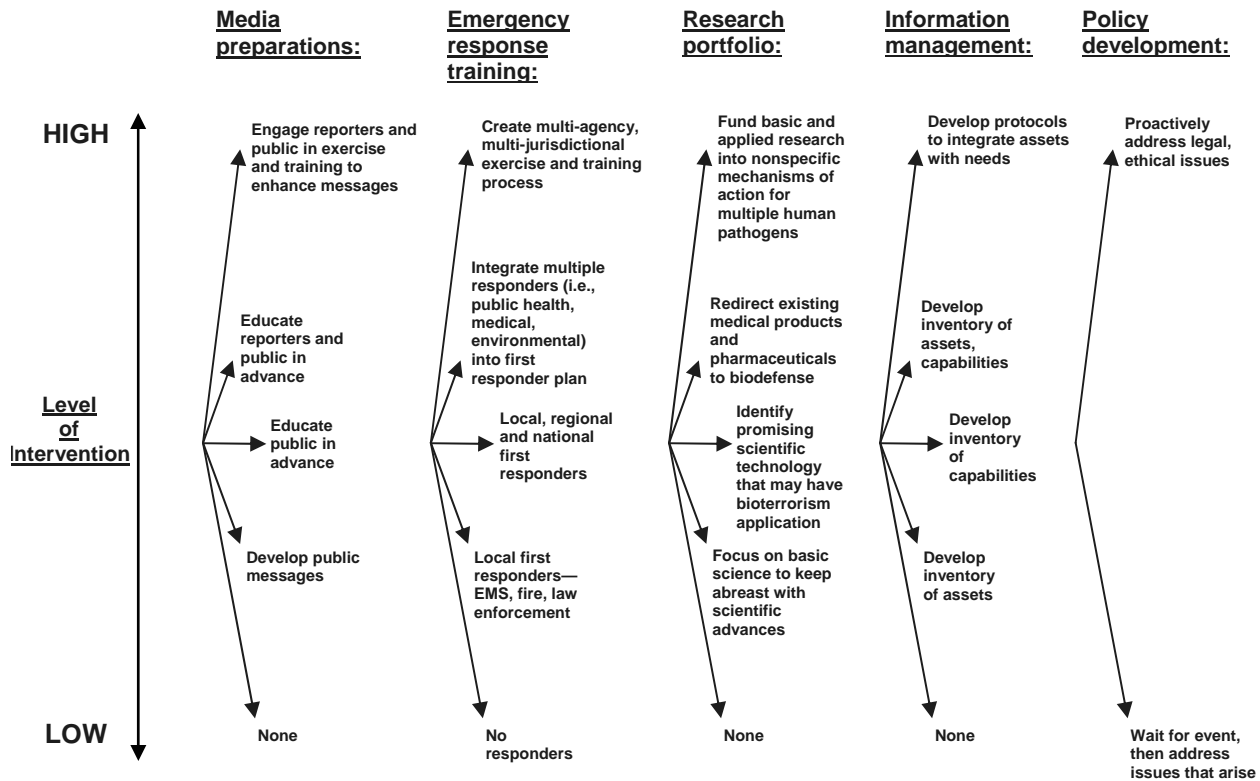 Media
preparations:
Emergency
response
training:
Research
portfolio:
Information
management:
Policy
development:
HIGH
Engage reporters and
public in exercise
and training to
enhance messages
Create multi-agency,
multi-jurisdictional
exercise and training
process
Fund basic and
applied research
into nonspecific
mechanisms of
action for
multiple human
pathogens
Develop protocols
to integrate assets
with needs
Proactively
address legal,
ethical issues
Educate
reporters and
public in
advance
Integrate multiple
responders (i.e.,
public health,
medical,
environmental)
into first
responder plan
Redirect existing
medical products
and
pharmaceuticals
to biodefense
Develop
inventory of
assets,
capabilities
Level
of
Intervention
Educate
public in
advance
Local, regional
and national
first
responders
Identify
promising
scientific
technology
that may have
bioterrorism
application
Develop
inventory
of
capabilities
Develop public
messages
Local first
responders—
EMS, fire, law
enforcement
Focus on basic
science to keep
abreast with
scientific
advances
Develop
inventory
of assets
LOW
None
No
responders
None
None
Wait for event,
then address
issues that arise